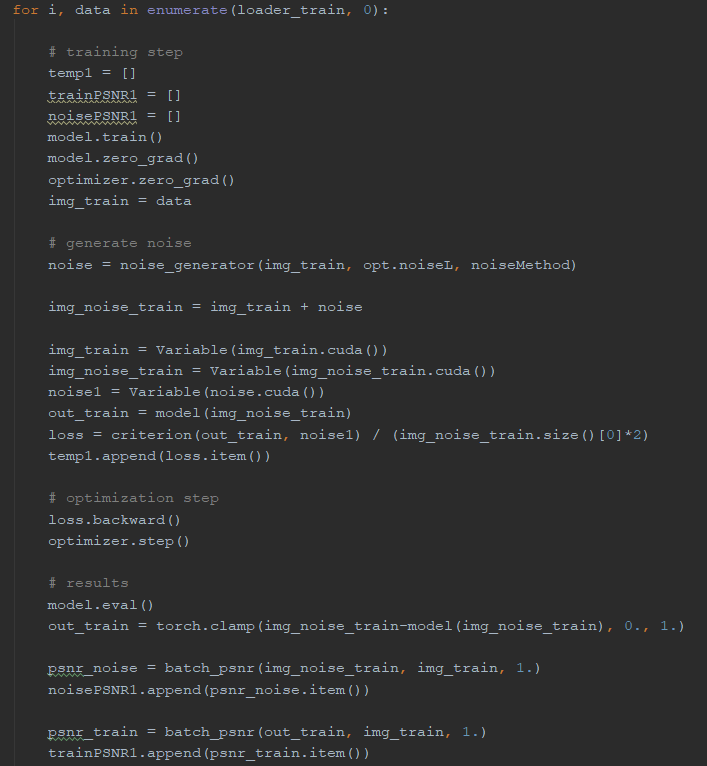 for i, data in enumerate(loader_train, 0):
# training step
temp1 = []
trainPSNR1 = []
noisePSNR1 = []
model.train()
model.zero_grad()
optimizer.zero_grad()
img_train = data
# generate noise
noise = noise_generator(img_train, opt.noiseL, noiseMethod)
img_noise_train = img_train + noise
img_train = Variable(img_train.cuda())
img_noise_train = Variable(img_noise_train.cuda())
noise1 = Variable(noise.cuda())
out_train = model(img_noise_train)
loss = criterion(out_train, noise1) / (img_noise_train.size()[0]*2)
temp1.append(loss.item())
# optimization step
loss.backward()
optimizer.step()
# results
model.eval()
out_train = torch.clamp(img_noise_train-model(img_noise_train), 0., 1.)
psnr_noise = batch_psnr(img_noise_train, img_train, 1.)
noisePSNR1.append(psnr_noise.item())
psnr_train = batch_psnr(out_train, img_train, 1.)
trainPSNR1.append(psnr_train.item())